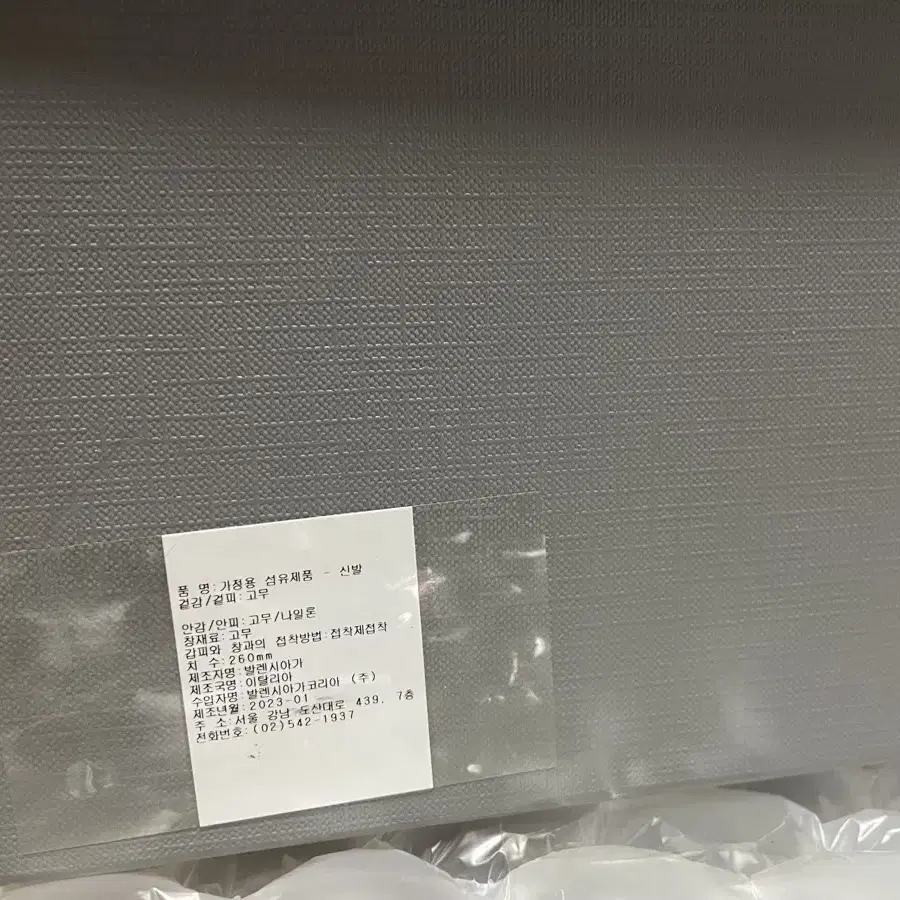 품 명:가정용 섬유제품 - 신발
겉감/겉피:고무
안감/안피:고무/나일론
창재료:고무
갑피와 창과의 접착방법:접착제접착
치 수:260mm
제조자명:발렌시아가
제조국명:이탈리아
수입자명:발렌시아가코리아 (주)
제조년월:2023-01
주 소:서울 강남 도산대로 439, 7층
전화번호:(02)542-1937